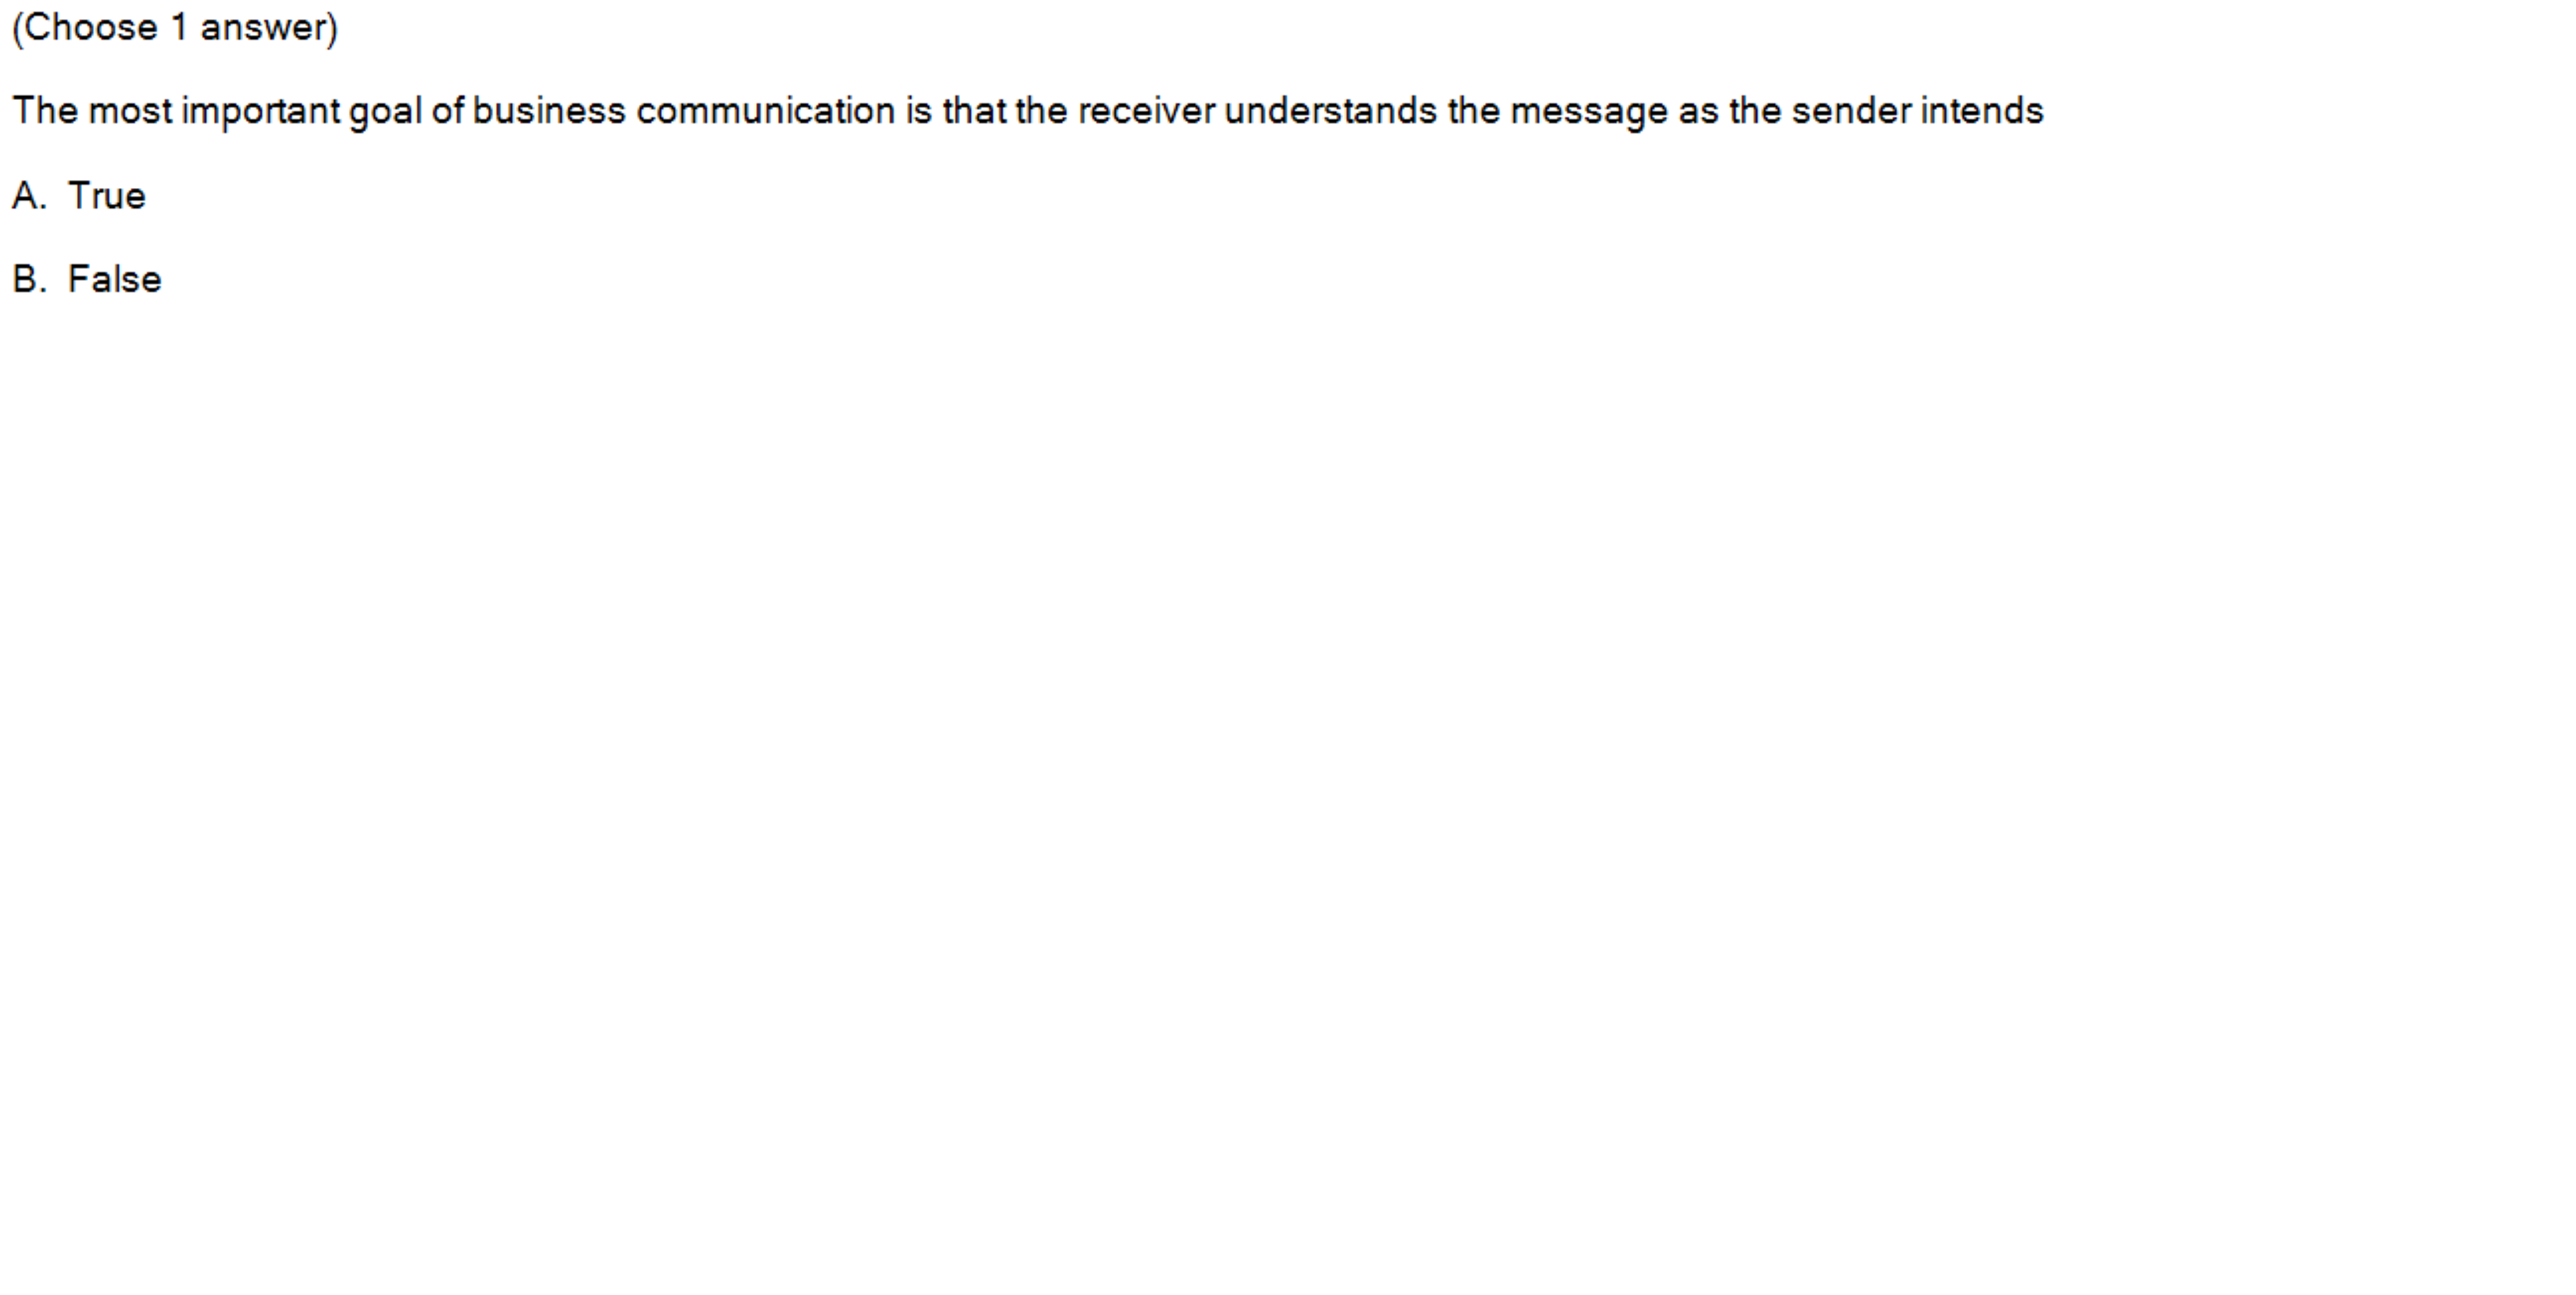 (Choose 1 answer)
The most important goal of business communication is that the receiver understands the message as the sender intends
A. True
B. False